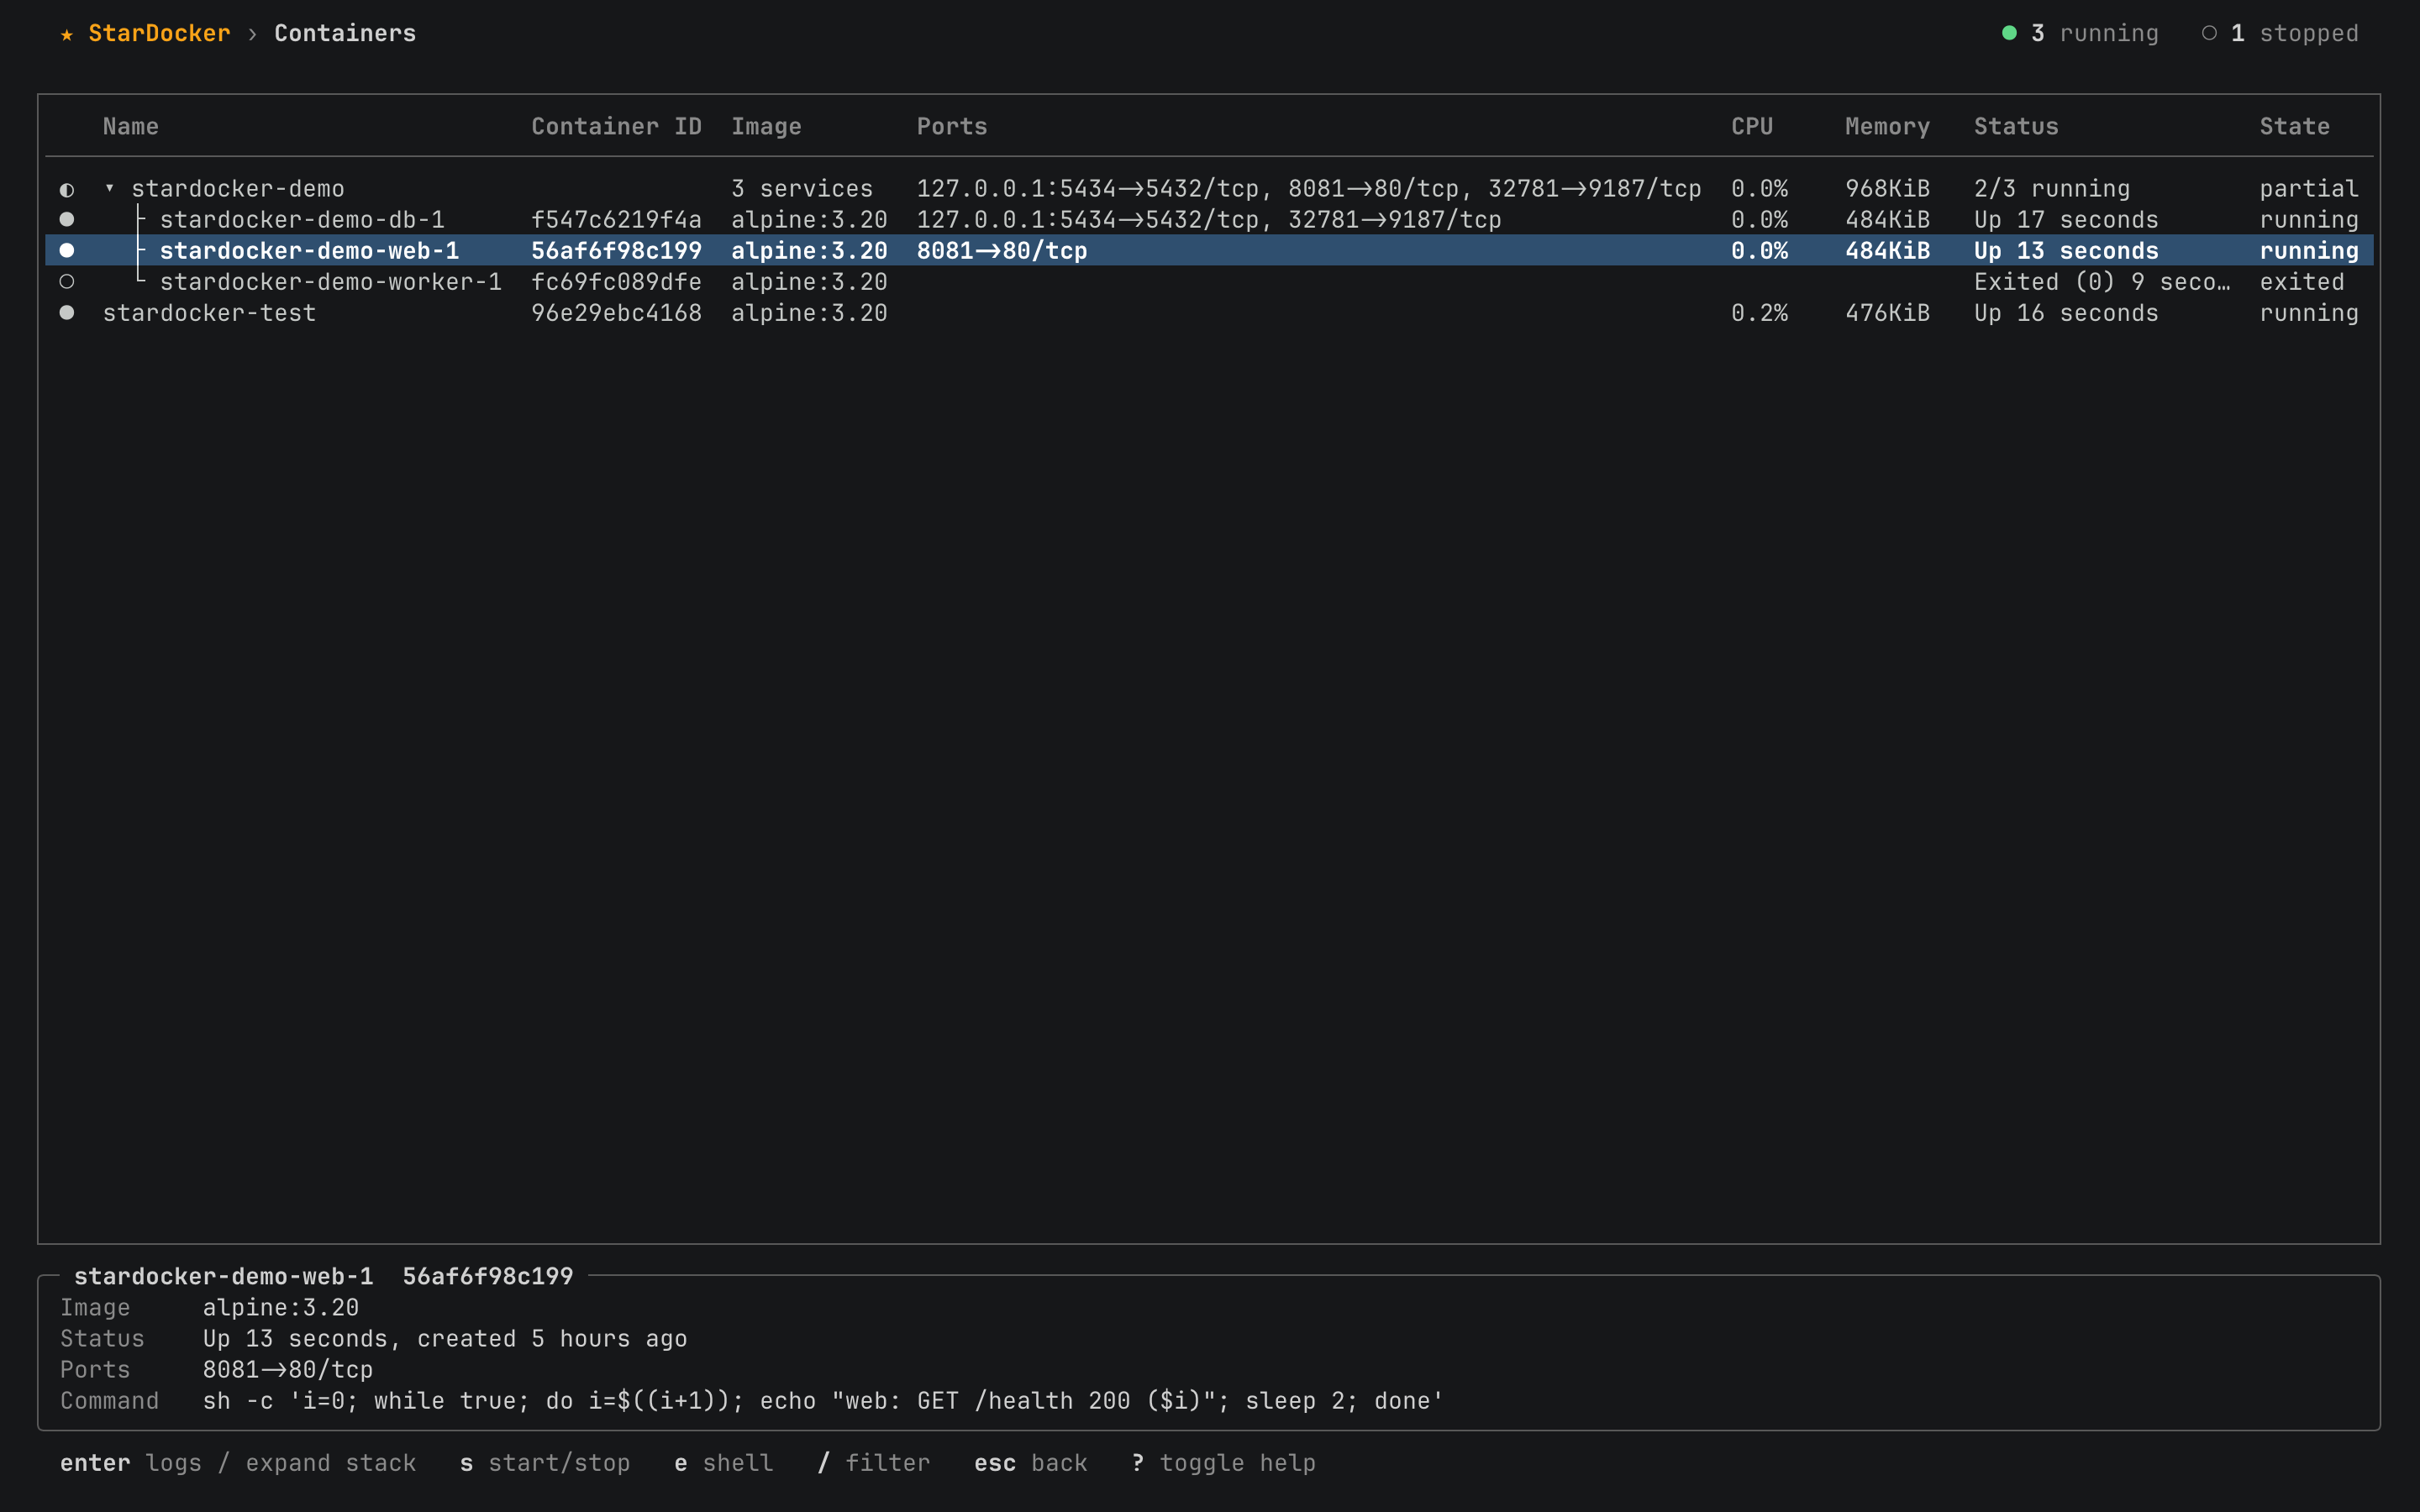 ★ StarDocker › Containers ● 3 running ○ 1 stopped
Name Container ID Image Ports CPU Memory Status State
◐ ▾ stardocker-demo 3 services 127.0.0.1:5434->5432/tcp, 8081->80/tcp, 32781->9187/tcp 0.0% 968KiB 2/3 running partial
● ├ stardocker-demo-db-1 f547c6219f4a alpine:3.20 127.0.0.1:5434->5432/tcp, 32781->9187/tcp 0.0% 484KiB Up 17 seconds running
● ├ stardocker-demo-web-1 56af6f98c199 alpine:3.20 8081->80/tcp 0.0% 484KiB Up 13 seconds running
○ └ stardocker-demo-worker-1 fc69fc089dfe alpine:3.20 Exited (0) 9 seco… exited
● stardocker-test 96e29ebc4168 alpine:3.20 0.2% 476KiB Up 16 seconds running
stardocker-demo-web-1 56af6f98c199
Image alpine:3.20
Status Up 13 seconds, created 5 hours ago
Ports 8081->80/tcp
Command sh -c 'i=0; while true; do i=$((i+1)); echo "web: GET /health 200 ($i)"; sleep 2; done'
enter logs / expand stack s start/stop e shell / filter esc back ? toggle help